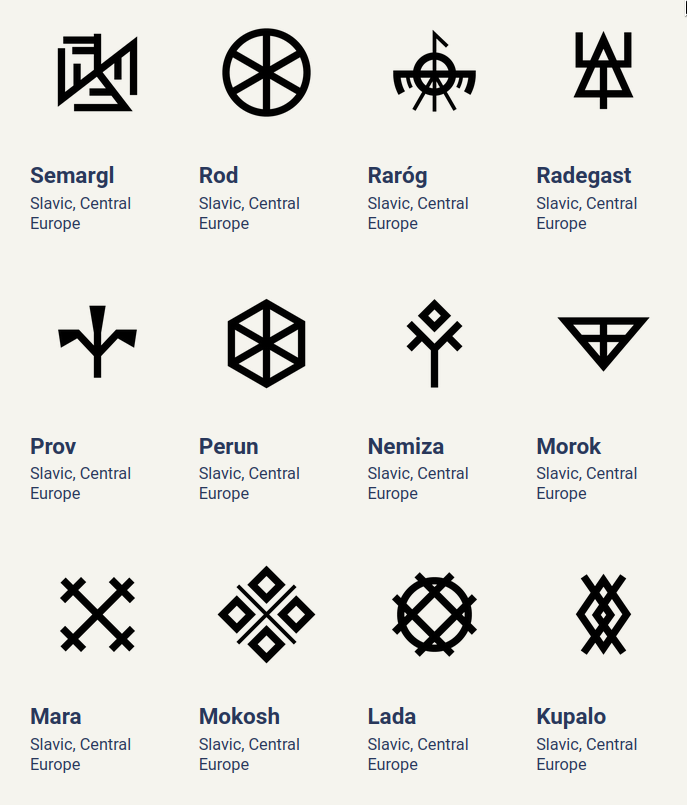 Semargl
Slavic, Central
Europe
Rod
Slavic, Central
Europe
Raróg
Slavic, Central
Europe
Radegast
Slavic, Central
Europe
Prov
Slavic, Central
Europe
Perun
Slavic, Central
Europe
Nemiza
Slavic, Central
Europe
Morok
Slavic, Central
Europe
Mara
Slavic, Central
Europe
Mokosh
Slavic, Central
Europe
Lada
Slavic, Central
Europe
Kupalo
Slavic, Central
Europe